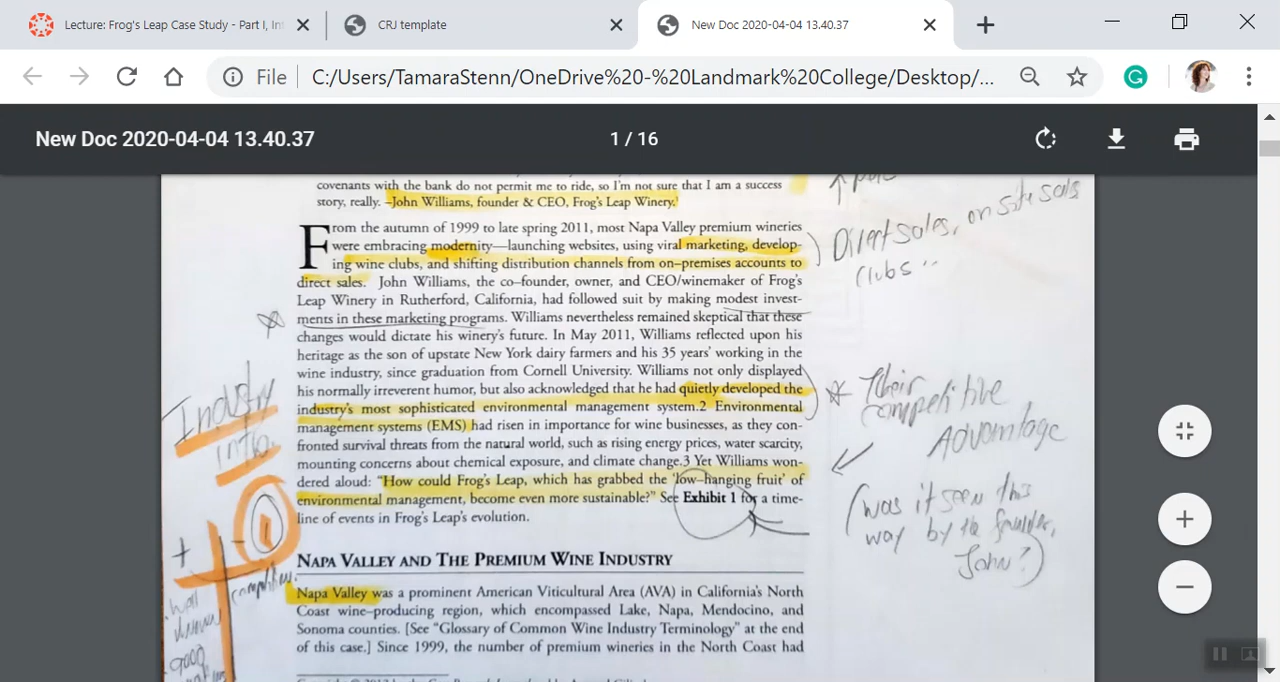 Lecture: Frog's Leap Case Study - Part I, Int
CRJ template
New Doc 2020-04-04 13.40.37
File
C:/Users/TamaraStenn/OneDrive%20-%20Landmark%20College/Desktop/...
New Doc 2020-04-04 13.40.37
1 / 16
covenants with the bank do not permit me to ride, so I'm not sure that I am a success
story, really. –John Williams, founder & CEO, Frog's Leap Winery.¹
From the autumn of 1999 to late spring 2011, most Napa Valley premium wineries
were embracing modernity—launching websites, using viral marketing, develop-
ing wine clubs, and shifting distribution channels from on–premises accounts to
direct sales. John Williams, the co–founder, owner, and CEO/winemaker of Frog's
Leap Winery in Rutherford, California, had followed suit by making modest invest-
ments in these marketing programs. Williams nevertheless remained skeptical that these
changes would dictate his winery's future. In May 2011, Williams reflected upon his
heritage as the son of upstate New York dairy farmers and his 35 years' working in the
wine industry, since graduation from Cornell University. Williams not only displayed
his normally irreverent humor, but also acknowledged that he had quietly developed the
industry's most sophisticated environmental management system.2 Environmental
management systems (EMS) had risen in importance for wine businesses, as they con-
fronted survival threats from the natural world, such as rising energy prices, water scarcity,
mounting concerns about chemical exposure, and climate change.3 Yet Williams won-
dered aloud: "How could Frog's Leap, which has grabbed the 'low–hanging fruit' of
environmental management, become even more sustainable?" See Exhibit 1 for a time-
line of events in Frog's Leap's evolution.
NAPA VALLEY AND THE PREMIUM WINE INDUSTRY
Napa Valley was a prominent American Viticultural Area (AVA) in California's North
Coast wine–producing region, which encompassed Lake, Napa, Mendocino, and
Sonoma counties. [See "Glossary of Common Wine Industry Terminology" at the end
of this case.] Since 1999, the number of premium wineries in the North Coast had
Direct sales, on site sales
clubs ..
Their
competitive
Advantage
(was it seen this
way by the founder,
John?)
Industry
info
1
+ -
well
known
good